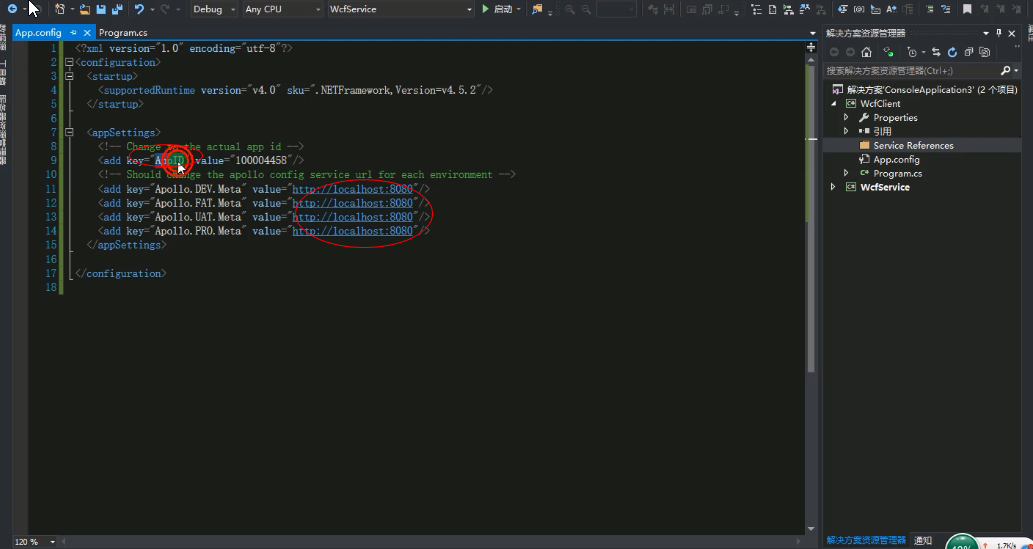 Debug
Any CPU
WcfService
启动
App.config
Program.cs
1 <?xml version="1.0" encoding="utf-8"?>
2 <configuration>
3 <startup>
4 <supportedRuntime version="v4.0" sku=".NETFramework,Version=v4.5.2"/>
5 </startup>
6
7 <appSettings>
8 <!-- Change to the actual app id -->
9 <add key="AppID" value="100004458"/>
10 <!-- Should change the apollo config service url for each environment -->
11 <add key="Apollo.DEV.Meta" value="http://localhost:8080"/>
12 <add key="Apollo.FAT.Meta" value="http://localhost:8080"/>
13 <add key="Apollo.UAT.Meta" value="http://localhost:8080"/>
14 <add key="Apollo.PRO.Meta" value="http://localhost:8080"/>
15 </appSettings>
16
17 </configuration>
18
120 %
解决方案资源管理器
搜索解决方案资源管理器(Ctrl+;)
解决方案'ConsoleApplication3' (2 个项目)
WcfClient
Properties
引用
Service References
App.config
Program.cs
WcfService
解决方案资源管理器
通知
1.7K/s